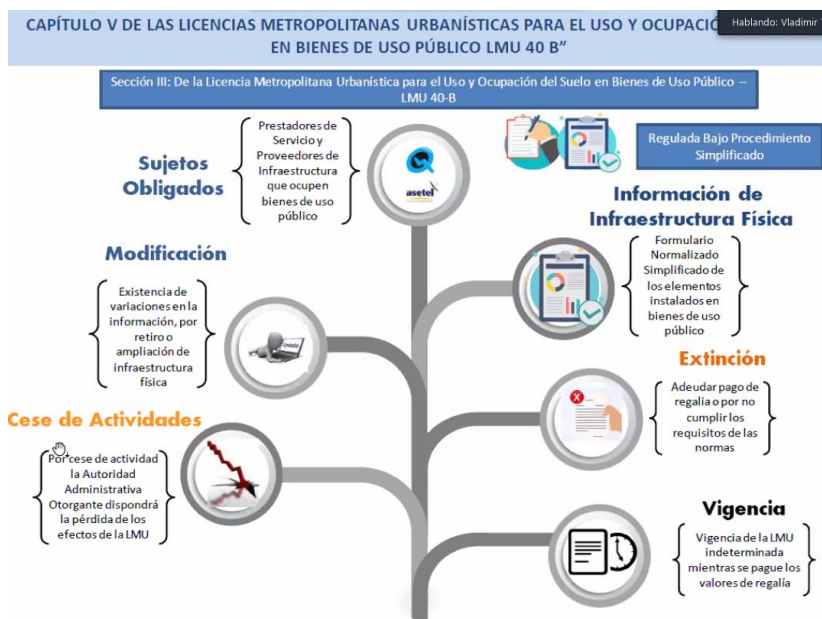 CAPÍTULO V DE LAS LICENCIAS METROPOLITANAS URBANÍSTICAS PARA EL USO Y OCUPACIÓ
EN BIENES DE USO PÚBLICO LMU 40 B”
Hablando: Vladimir
Sección III: De la Licencia Metropolitana Urbanística para el Uso y Ocupación del Suelo en Bienes de Uso Público –
LMU 40-B
Regulada Bajo Procedimiento
Simplificado
Sujetos
Obligados
Prestadores de
Servicio y
Proveedores de
Infraestructura
que ocupen
bienes de uso
público
asetel
Información de
Infraestructura Física
Formulario
Normalizado
Simplificado de
los elementos
instalados en
bienes de uso
público
Modificación
Existencia de
variaciones en la
información, por
retiro o
ampliación de
infraestructura
física
Extinción
Adeudar pago de
regalia o por no
cumplir los
requisitos de las
normas
Cese de Actividades
Por cese de actividad
la Autoridad
Administrativa
Otorgante dispondrá
la pérdida de los
efectos de la LMU
Vigencia
Vigencia de la LMU
indeterminada
mientras se pague los
valores de regalía